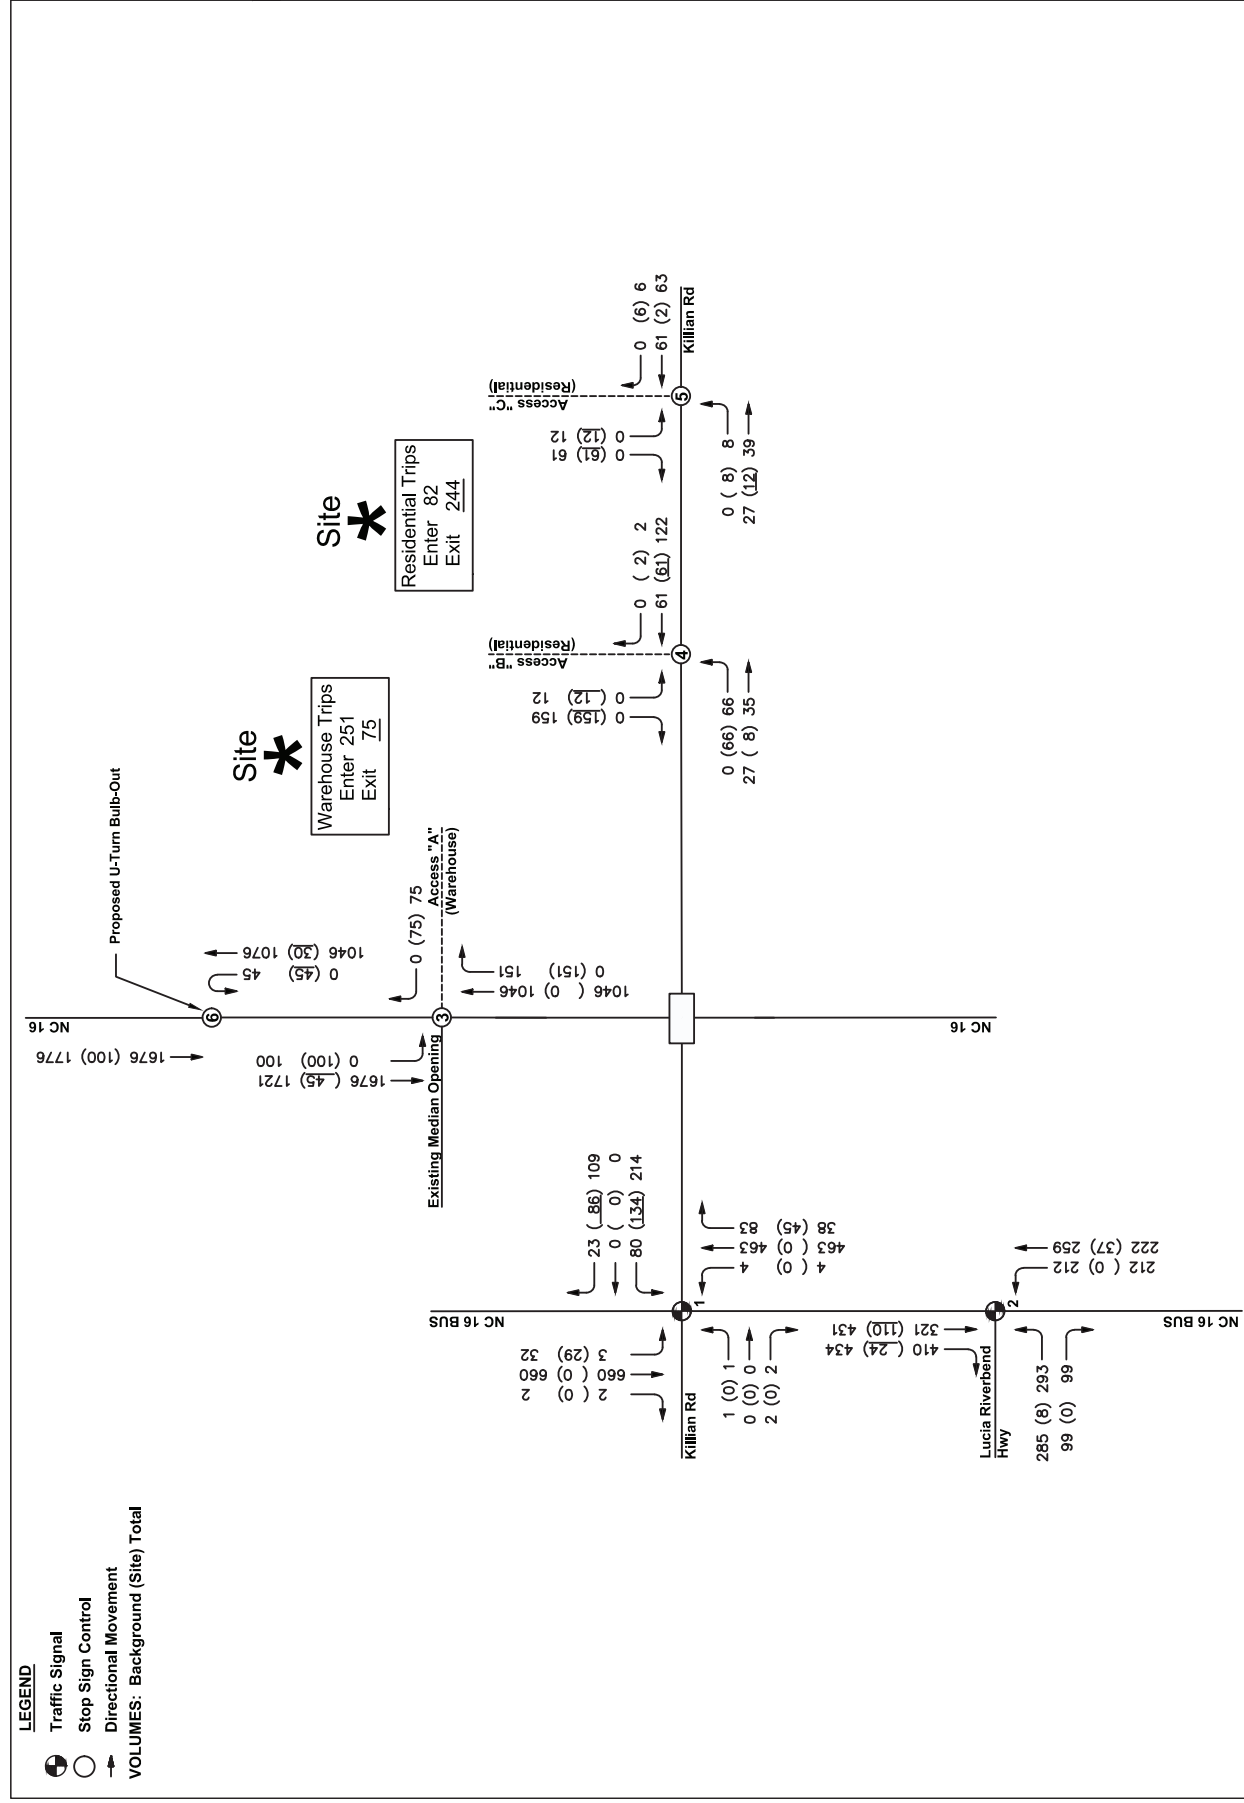 LEGEND
Traffic Signal
Stop Sign Control
Directional Movement
VOLUMES: Background (Site) Total
Proposed U-Turn Bulb-Out
NC 16
6
1676 (100) 1776
1046 (30) 1076
0 (45) 45
Site
Warehouse Trips
Enter 251
Exit 75
Site
Residential Trips
Enter 82
Exit 244
0 (100) 100
1676 ( 45) 1721
Existing Median Opening
3
0 (75) 75
Access "A"
(Warehouse)
0 (151) 151
1046 ( 0) 1046
NC 16
NC 16 BUS
3 (29) 32
660 ( 0) 660
2 ( 0) 2
23 ( 86) 109
0 ( 0) 0
80 (134) 214
1
Killian Rd
1 (0) 1
0 (0) 0
2 (0) 2
38 (45) 83
463 ( 0) 463
4 ( 0) 4
321 (110) 431
410 ( 24) 434
Lucia Riverbend
Hwy
2
285 (8) 293
99 (0) 99
222 (37) 259
212 ( 0) 212
NC 16 BUS
Access "B"
(Residential)
0 ( 12) 12
0 (159) 159
0 ( 2) 2
61 (61) 122
4
0 (66) 66
27 ( 8) 35
Access "C"
(Residential)
0 (12) 12
0 (61) 61
0 (6) 6
61 (2) 63
5
Killian Rd
0 ( 8) 8
27 (12) 39